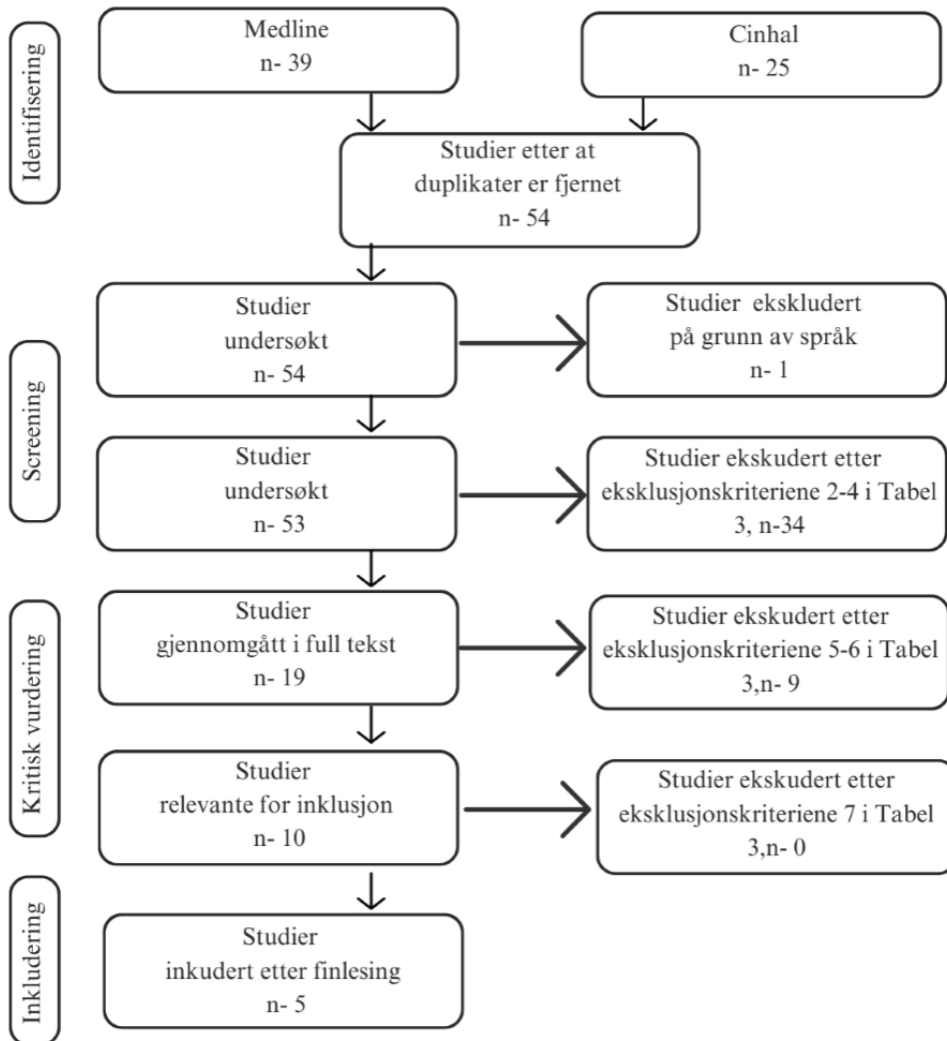 Identifisering
Medline
n- 39
Cinhal
n- 25
Studier etter at
duplikater er fjernet
n- 54
Screening
Studier
undersøkt
n- 54
Studier ekskludert
på grunn av språk
n- 1
Studier
undersøkt
n- 53
Studier ekskudert etter
eksklusjonskriteriene 2-4 i Tabel
3, n-34
Kritisk vurdering
Studier
gjennomgått i full tekst
n- 19
Studier ekskudert etter
eksklusjonskriteriene 5-6 i Tabel
3,n- 9
Studier
relevante for inklusjon
n- 10
Studier ekskudert etter
eksklusjonskriteriene 7 i Tabel
3,n- 0
Inkludering
Studier
inkudert etter finlesing
n- 5